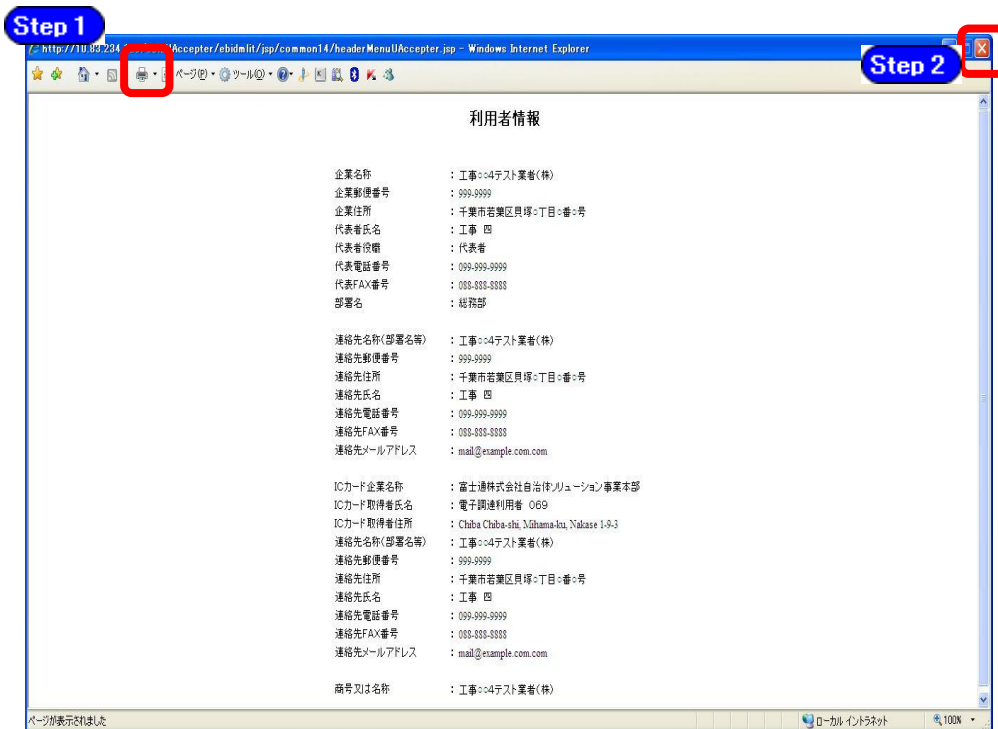 Step 1
http://10.83.234. Accepter/ebidmlit/jsp/common14/headerMenuUAccepter.jsp - Windows Internet Explorer
Step 2
ページ(P) ツール(O)
利用者情報
企業名称 : 工事○○4テスト業者(株)
企業郵便番号 : 999-9999
企業住所 : 千葉市若葉区貝塚○丁目○番○号
代表者氏名 : 工事 四
代表者役職 : 代表者
代表電話番号 : 099-999-9999
代表FAX番号 : 088-888-8888
部署名 : 総務部
連絡先名称(部署名等) : 工事○○4テスト業者(株)
連絡先郵便番号 : 999-9999
連絡先住所 : 千葉市若葉区貝塚○丁目○番○号
連絡先氏名 : 工事 四
連絡先電話番号 : 099-999-9999
連絡先FAX番号 : 088-888-8888
連絡先メールアドレス : mail@example.com.com
ICカード企業名称 : 富士通株式会社自治体ソリューション事業本部
ICカード取得者氏名 : 電子調達利用者 069
ICカード取得者住所 : Chiba Chiba-shi, Mihama-ku, Nakase 1-9-3
連絡先名称(部署名等) : 工事○○4テスト業者(株)
連絡先郵便番号 : 999-9999
連絡先住所 : 千葉市若葉区貝塚○丁目○番○号
連絡先氏名 : 工事 四
連絡先電話番号 : 099-999-9999
連絡先FAX番号 : 088-888-8888
連絡先メールアドレス : mail@example.com.com
商号又は名称 : 工事○○4テスト業者(株)
ページが表示されました ローカル イントラネット 100%